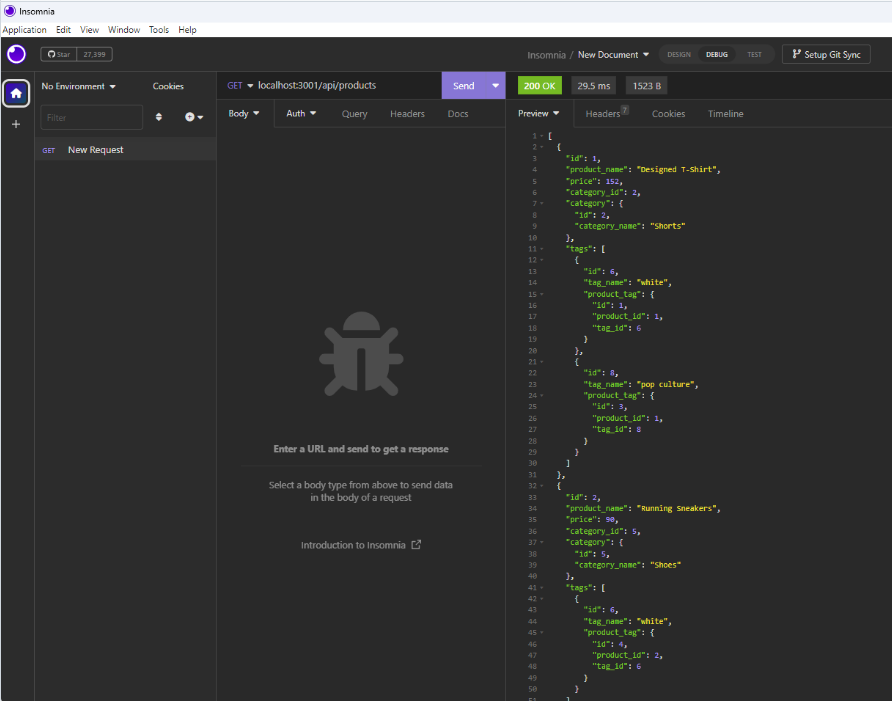 Insomnia
Application Edit View Window Tools Help
Star 27,399
Insomnia / New Document
DESIGN DEBUG TEST
Setup Git Sync
No Environment
Cookies
Filter
GET New Request
GET localhost:3001/api/products
Send
Body Auth Query Headers Docs
Enter a URL and send to get a response
Select a body type from above to send data
in the body of a request
Introduction to Insomnia
200 OK 29.5 ms 1523 B
Preview Headers 7 Cookies Timeline
1 [
2 {
3 "id": 1,
4 "product_name": "Designed T-Shirt",
5 "price": 152,
6 "category_id": 2,
7 "category": {
8 "id": 2,
9 "category_name": "Shorts"
10 },
11 "tags": [
12 {
13 "id": 6,
14 "tag_name": "white",
15 "product_tag": {
16 "id": 1,
17 "product_id": 1,
18 "tag_id": 6
19 }
20 },
21 {
22 "id": 8,
23 "tag_name": "pop culture",
24 "product_tag": {
25 "id": 3,
26 "product_id": 1,
27 "tag_id": 8
28 }
29 }
30 ]
31 },
32 {
33 "id": 2,
34 "product_name": "Running Sneakers",
35 "price": 90,
36 "category_id": 5,
37 "category": {
38 "id": 5,
39 "category_name": "Shoes"
40 },
41 "tags": [
42 {
43 "id": 6,
44 "tag_name": "white",
45 "product_tag": {
46 "id": 4,
47 "product_id": 2,
48 "tag_id": 6
49 }
50 }
51 ]